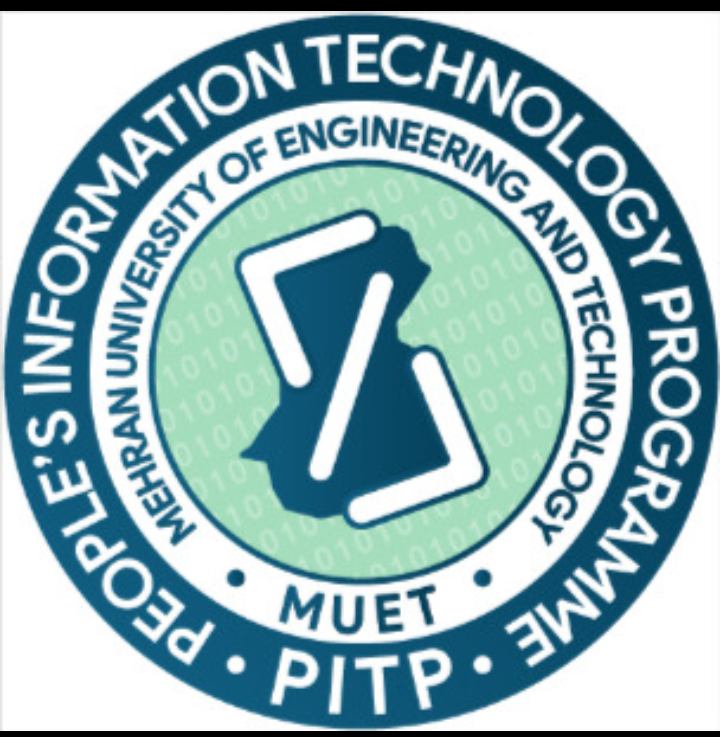 PEOPLE'S INFORMATION TECHNOLOGY PROGRAMME
MEHRAN UNIVERSITY OF ENGINEERING AND TECHNOLOGY
• MUET •
• PITP •